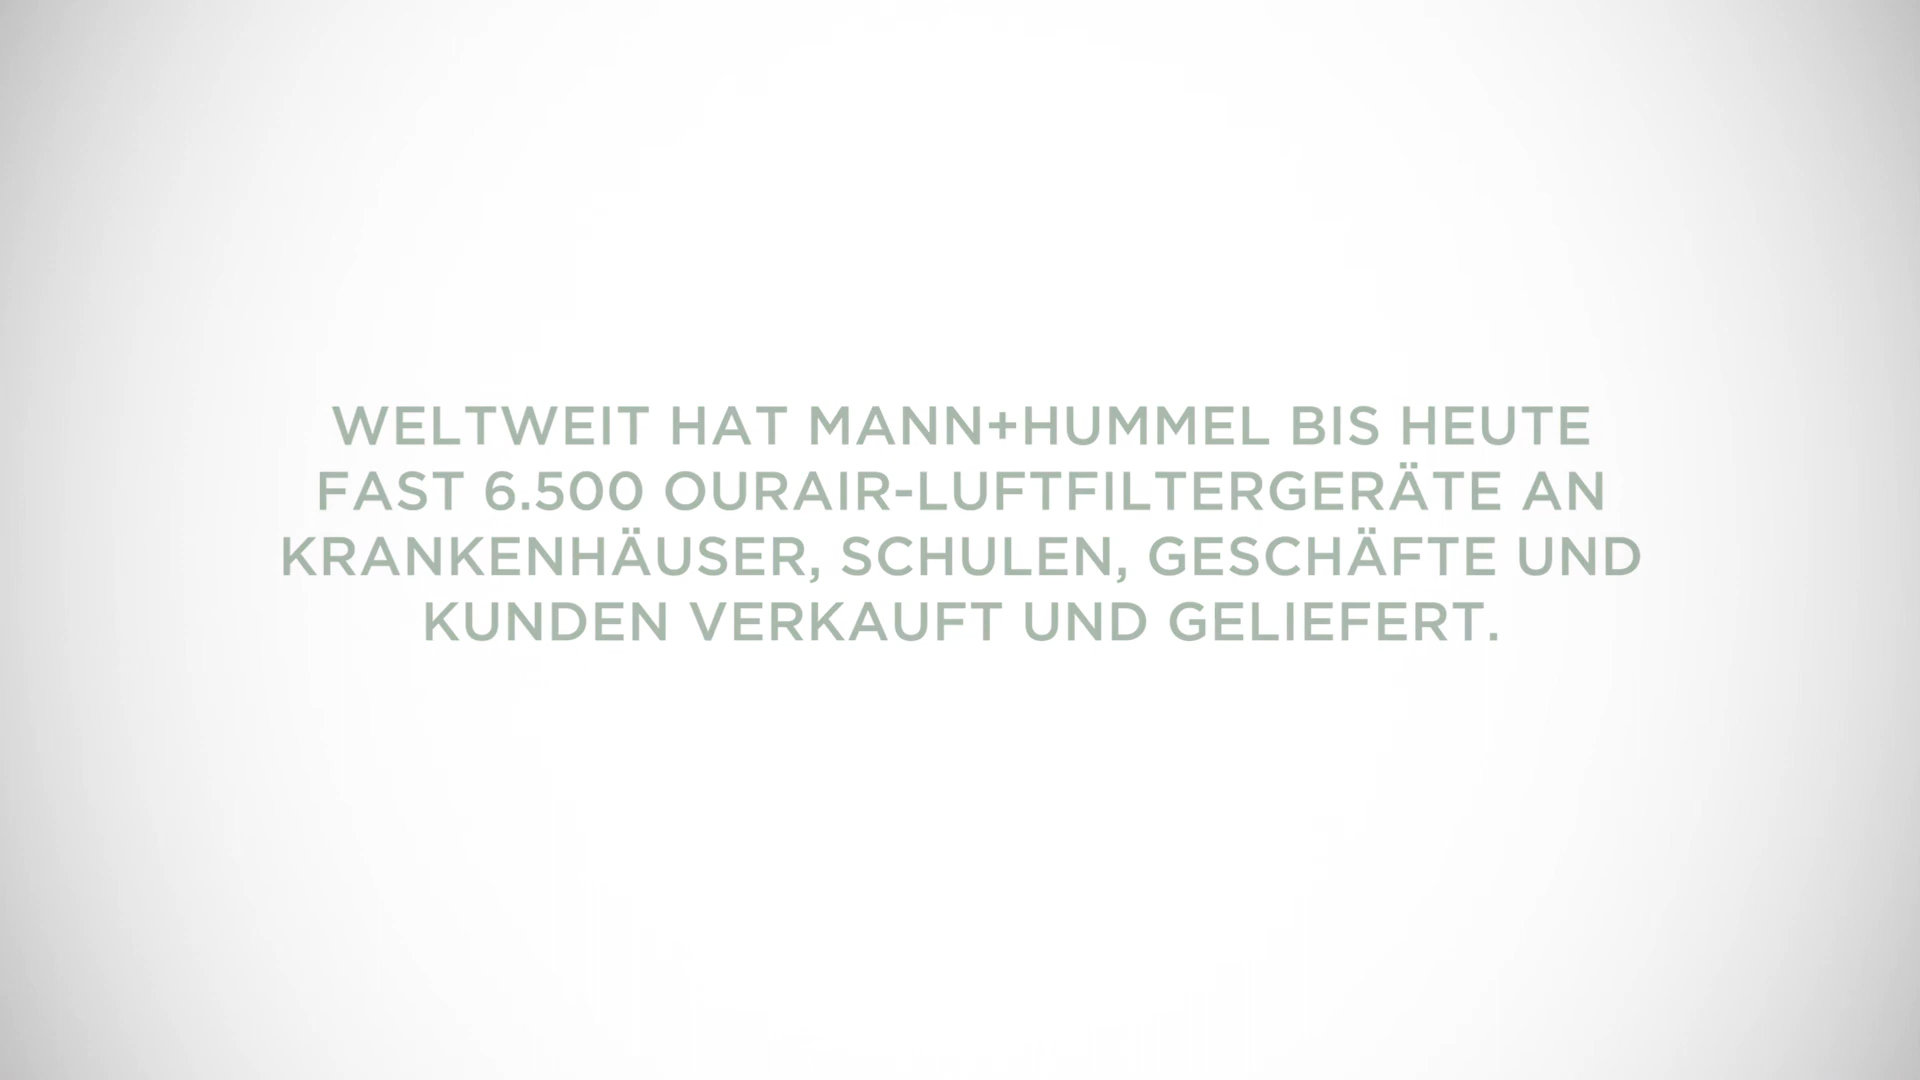 WELTWEIT HAT MANN+HUMMEL BIS HEUTE
FAST 6.500 OURAIR-LUFTFILTERGERÄTE AN
KRANKENHÄUSER, SCHULEN, GESCHÄFTE UND
KUNDEN VERKAUFT UND GELIEFERT.